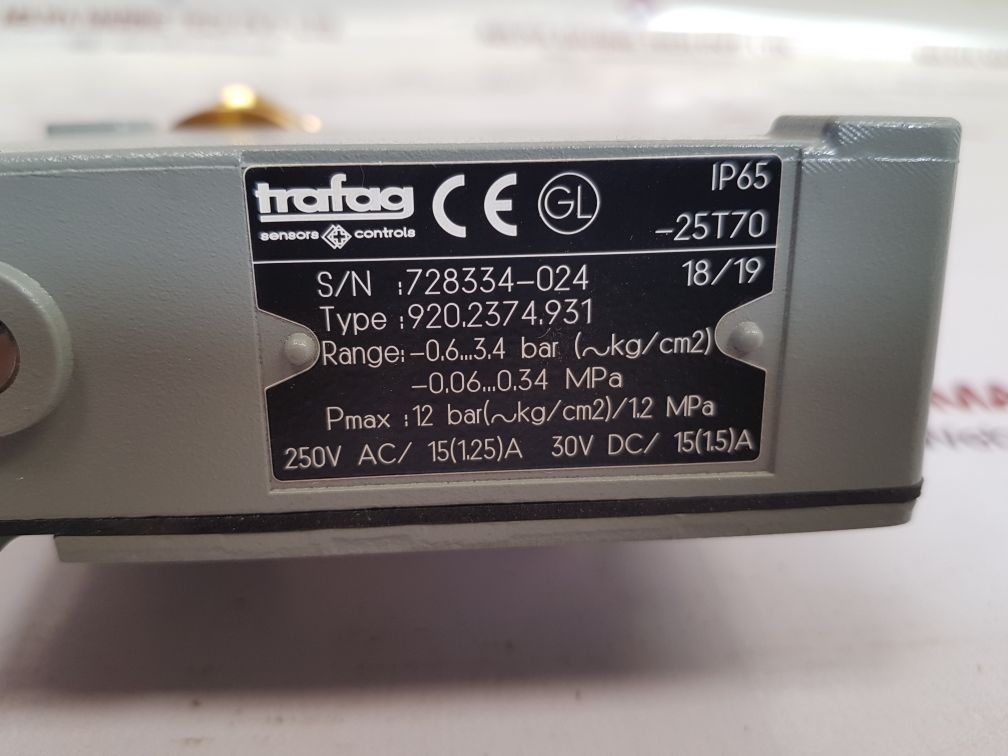 trafag CE GL IP65
sensors controls -25T70
S/N :728334-024 18/19
Type :920.2374.931
Range:-0.6...3.4 bar (~kg/cm2)
-0.06...0.34 MPa
Pmax :12 bar(~kg/cm2)/1.2 MPa
250V AC/ 15(1.25)A 30V DC/ 15(1.5)A